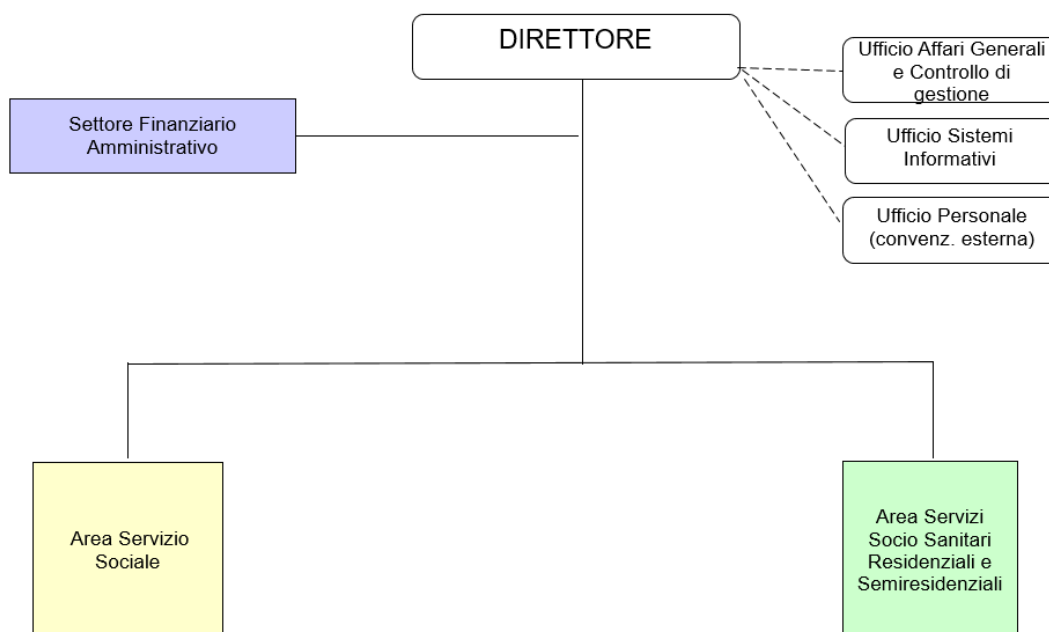 DIRETTORE
Ufficio Affari Generali
e Controllo di
gestione
Settore Finanziario
Amministrativo
Ufficio Sistemi
Informativi
Ufficio Personale
(convenz. esterna)
Area Servizio
Sociale
Area Servizi
Socio Sanitari
Residenziali e
Semiresidenziali